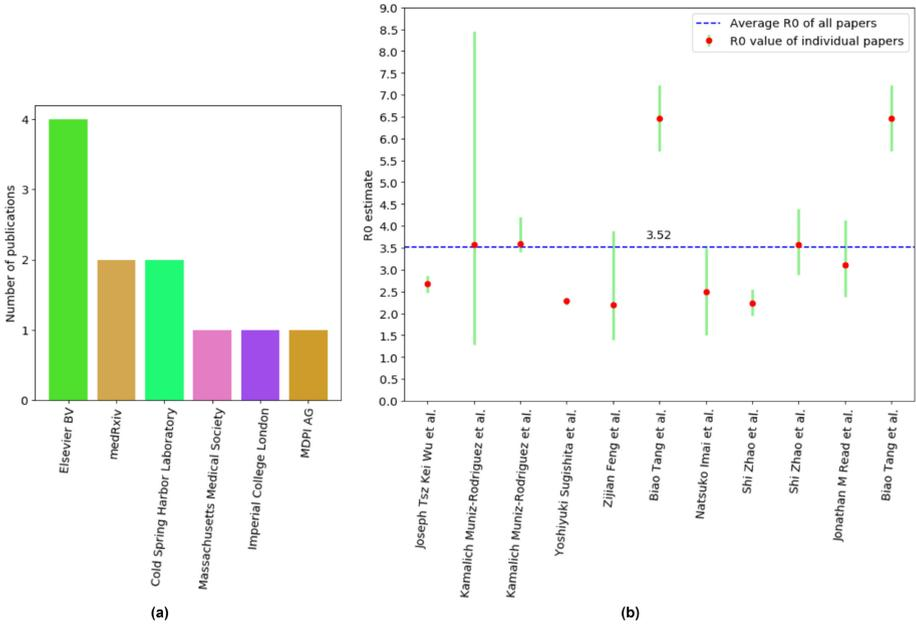 Number of publications
4
3
2
1
0
Elsevier BV
medRxiv
Cold Spring Harbor Laboratory
Massachusetts Medical Society
Imperial College London
MDPI AG
(a)
R0 estimate
9.0
8.5
8.0
7.5
7.0
6.5
6.0
5.5
5.0
4.5
4.0
3.5
3.0
2.5
2.0
1.5
1.0
0.5
0.0
Average R0 of all papers
R0 value of individual papers
3.52
Joseph Tsz Kei Wu et al.
Kamalich Muniz-Rodriguez et al.
Kamalich Muniz-Rodriguez et al.
Yoshiyuki Sugishita et al.
Zijian Feng et al.
Biao Tang et al.
Natsuko Imai et al.
Shi Zhao et al.
Shi Zhao et al.
Jonathan M Read et al.
Biao Tang et al.
(b)